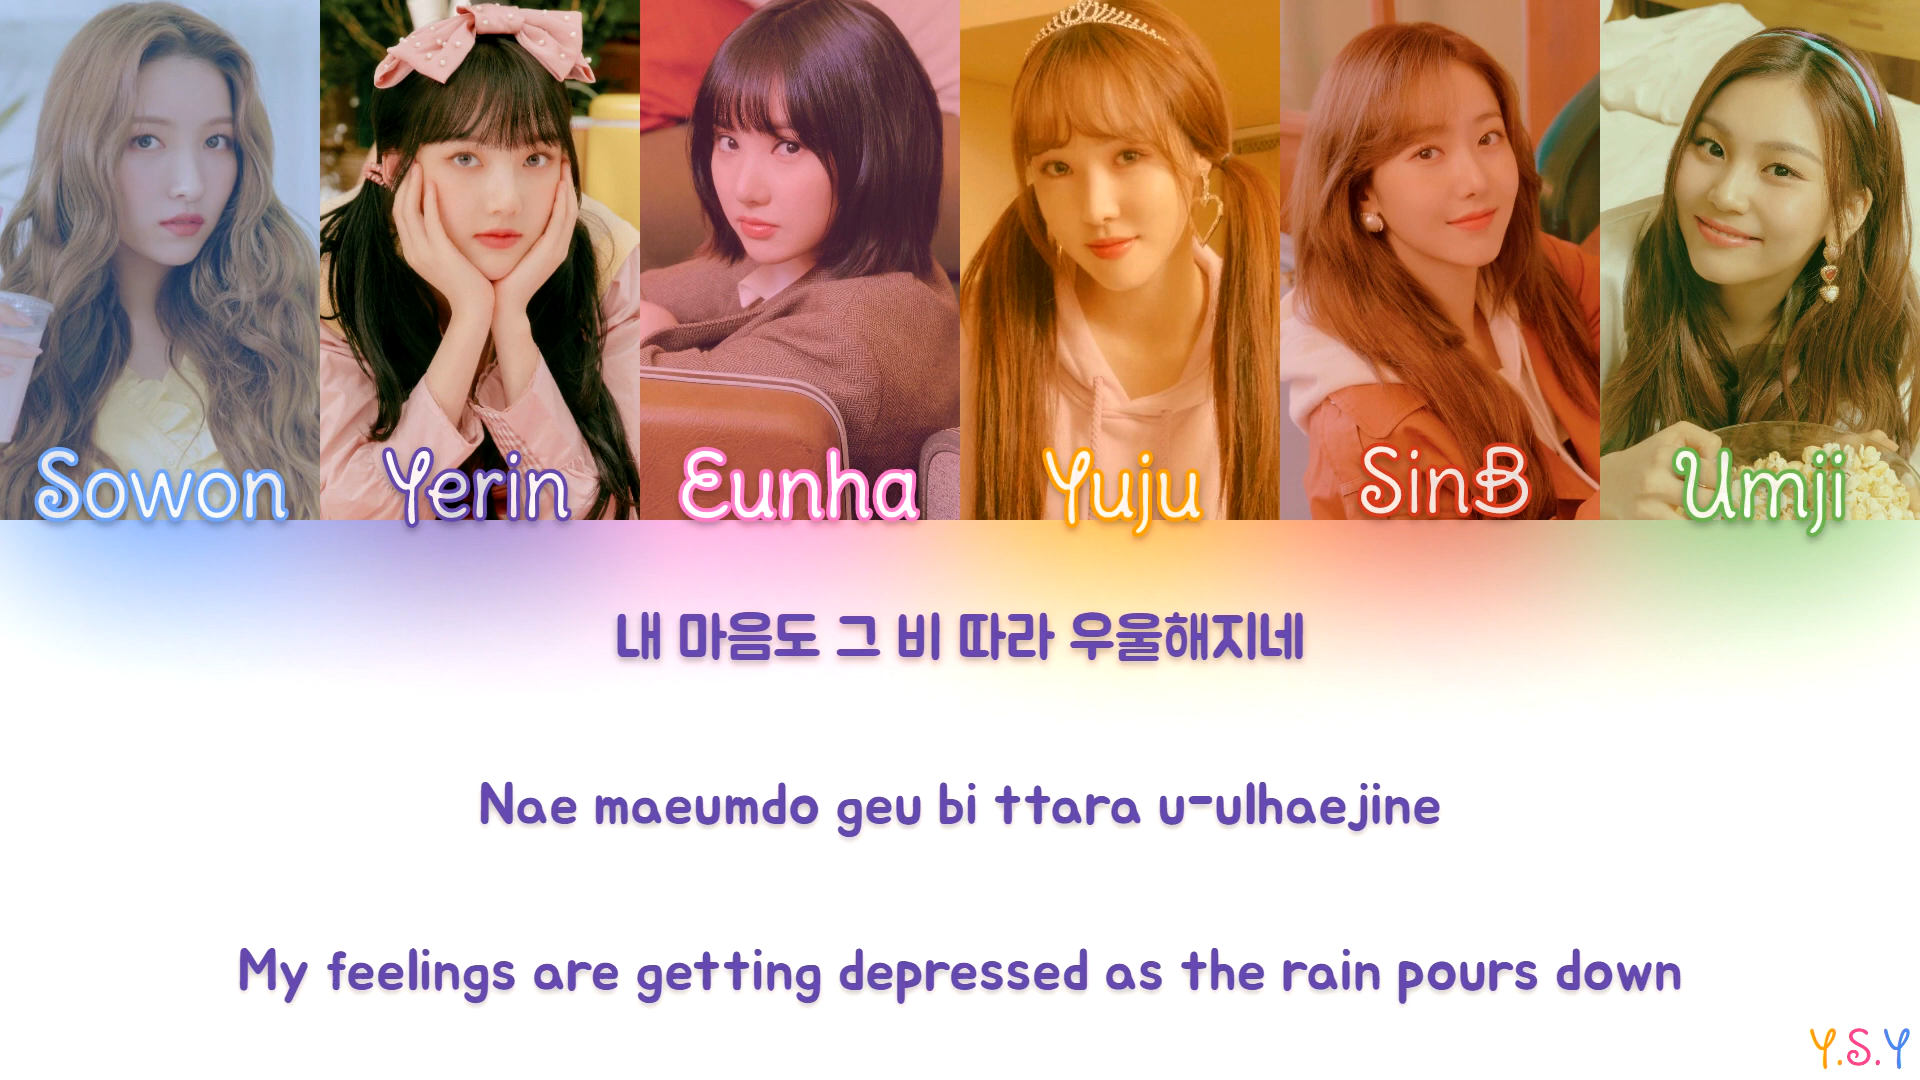 Sowon Yerin Eunha Yuju SinB Umji
내 마음도 그 비 따라 우울해지네
Nae maeumdo geu bi ttara u-ulhaejine
My feelings are getting depressed as the rain pours down
Y.S.Y